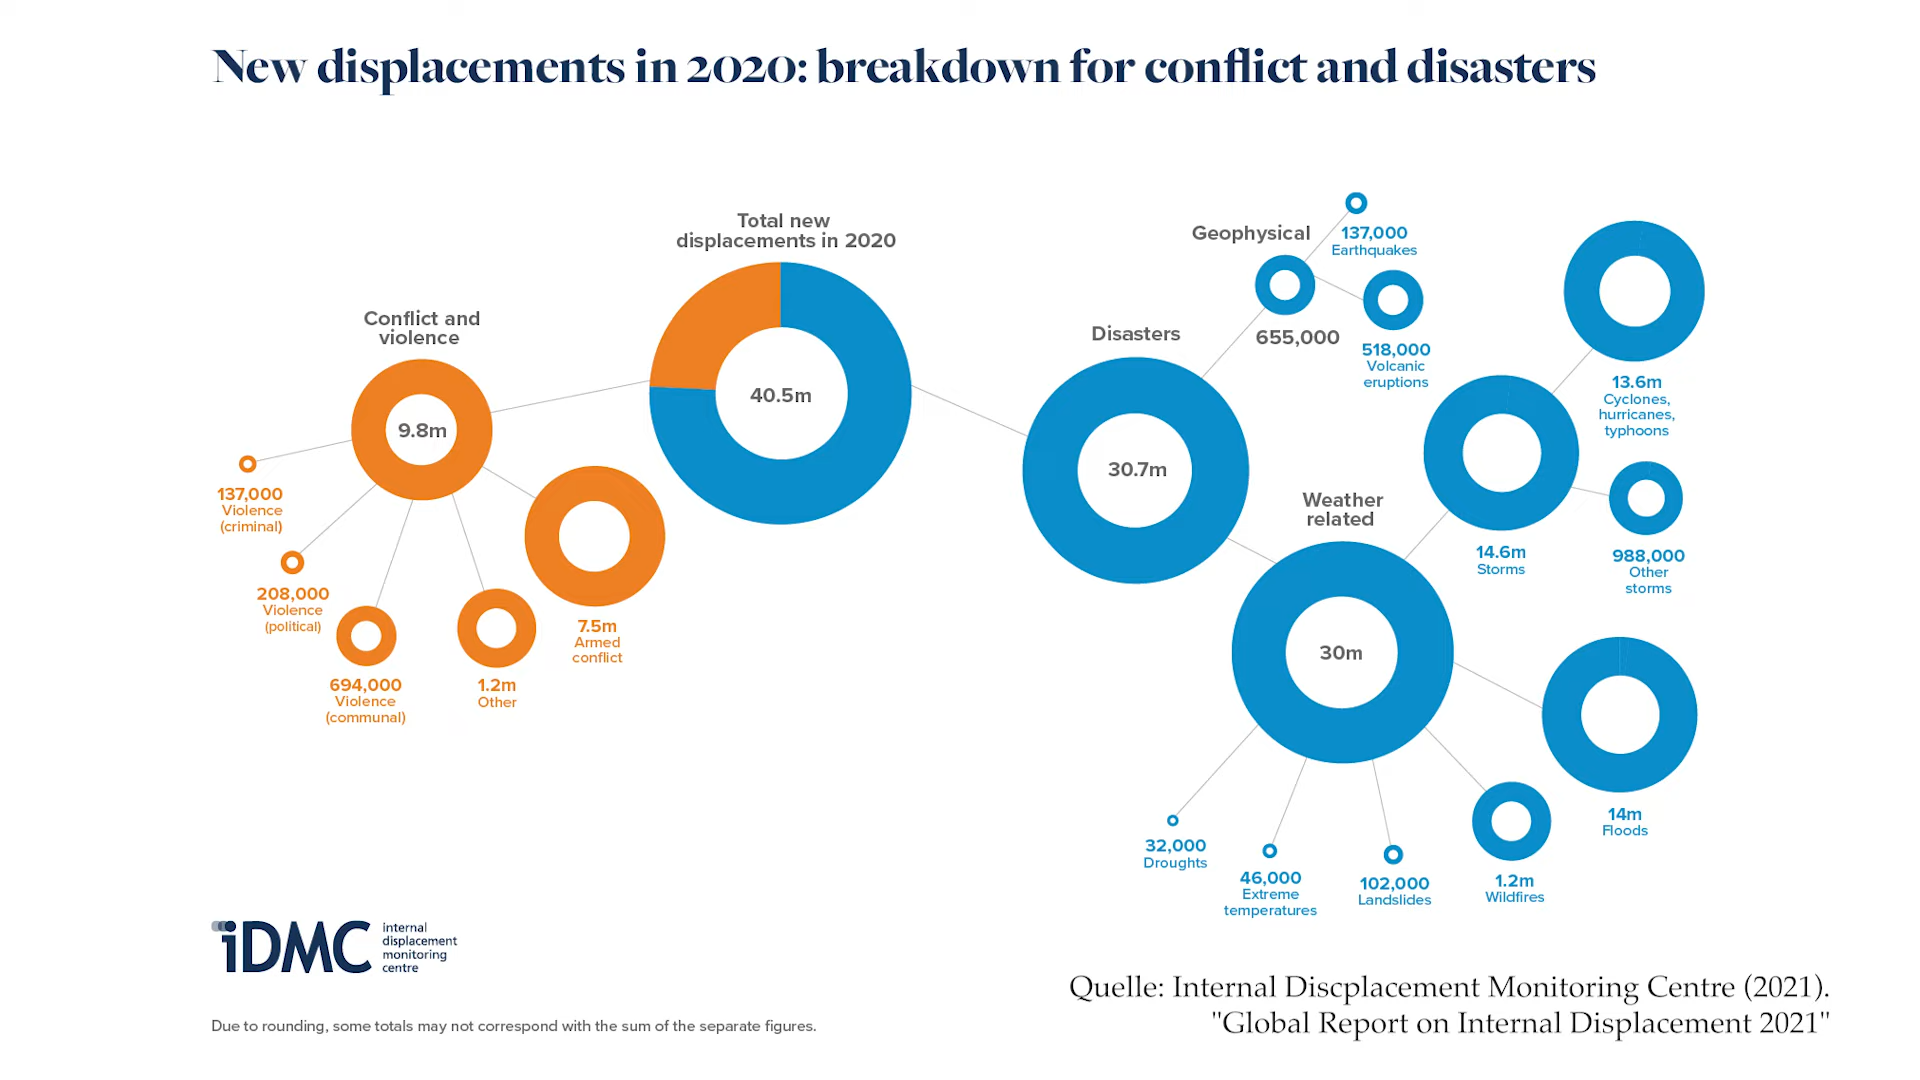 New displacements in 2020: breakdown for conflict and disasters
Total new
displacements in 2020
40.5m
Conflict and
violence
9.8m
137,000
Violence
(criminal)
208,000
Violence
(political)
694,000
Violence
(communal)
1.2m
Other
7.5m
Armed
conflict
Disasters
30.7m
Geophysical
655,000
137,000
Earthquakes
518,000
Volcanic
eruptions
Weather
related
30m
14.6m
Storms
13.6m
Cyclones,
hurricanes,
typhoons
988,000
Other
storms
14m
Floods
1.2m
Wildfires
102,000
Landslides
46,000
Extreme
temperatures
32,000
Droughts
iDMC
internal
displacement
monitoring
centre
Due to rounding, some totals may not correspond with the sum of the separate figures.
Quelle: Internal Discplacement Monitoring Centre (2021).
"Global Report on Internal Displacement 2021"